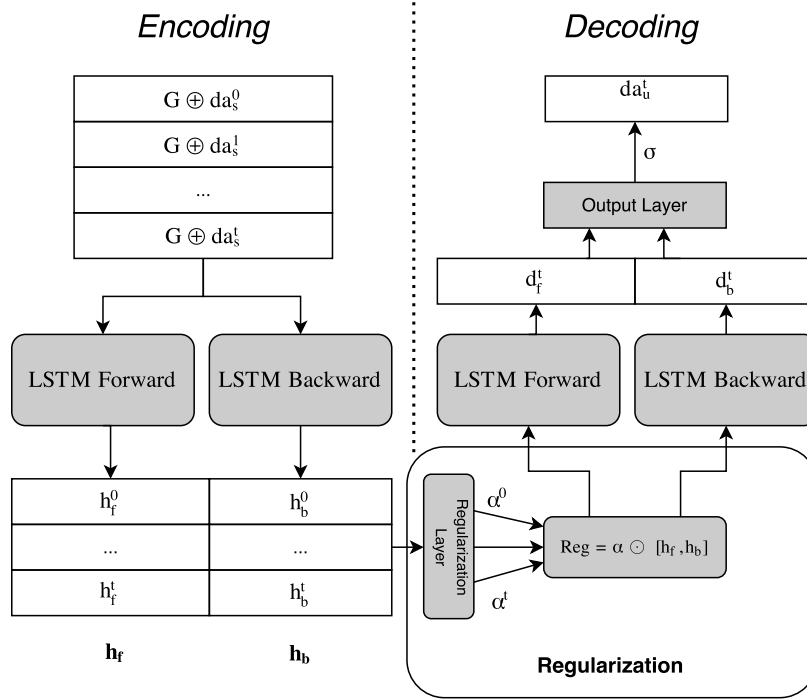 Encoding
G ⊕ da_s^0
G ⊕ da_s^1
...
G ⊕ da_s^t
LSTM Forward
LSTM Backward
h_f^0
h_b^0
...
...
h_f^t
h_b^t
h_f
h_b
Decoding
da_u^t
σ
Output Layer
d_f^t
d_b^t
LSTM Forward
LSTM Backward
Regularization
Layer
α^0
α^t
Reg = α ⊙ [h_f , h_b]
Regularization